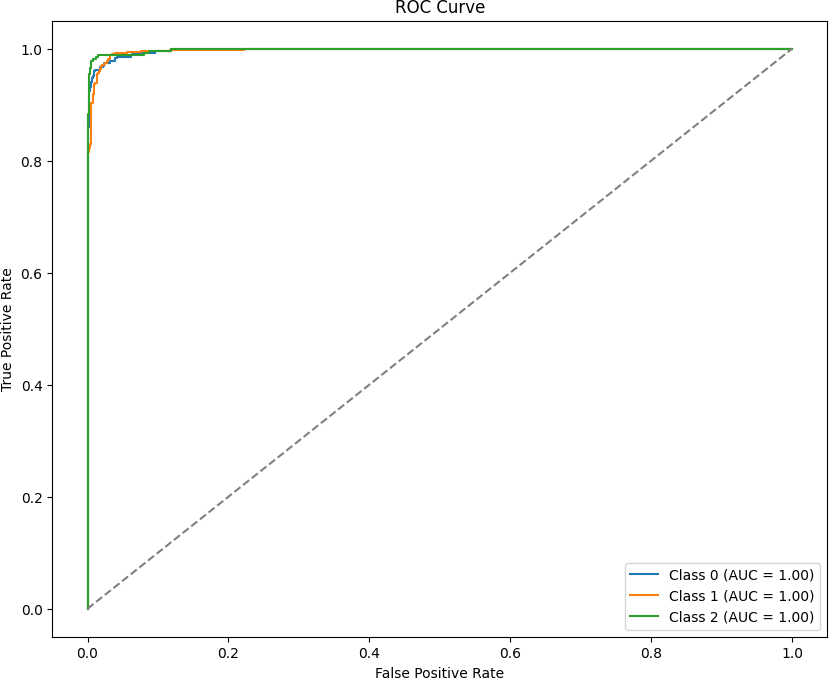 ROC Curve
True Positive Rate
1.0
0.8
0.6
0.4
0.2
0.0
Class 0 (AUC = 1.00)
Class 1 (AUC = 1.00)
Class 2 (AUC = 1.00)
0.0 0.2 0.4 0.6 0.8 1.0
False Positive Rate